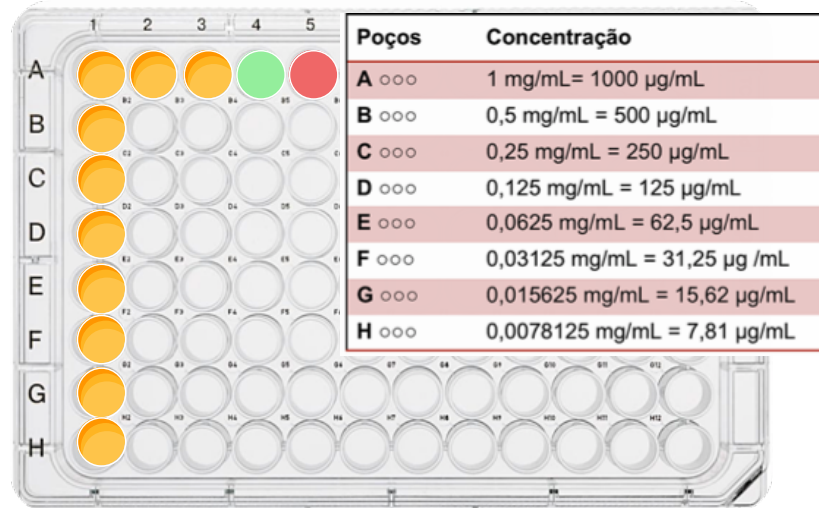 1 2 3 4 5
A
B
C
D
E
F
G
H
Poços Concentração
A ○○○ 1 mg/mL= 1000 µg/mL
B ○○○ 0,5 mg/mL = 500 µg/mL
C ○○○ 0,25 mg/mL = 250 µg/mL
D ○○○ 0,125 mg/mL = 125 µg/mL
E ○○○ 0,0625 mg/mL = 62,5 µg/mL
F ○○○ 0,03125 mg/mL = 31,25 µg /mL
G ○○○ 0,015625 mg/mL = 15,62 µg/mL
H ○○○ 0,0078125 mg/mL = 7,81 µg/mL